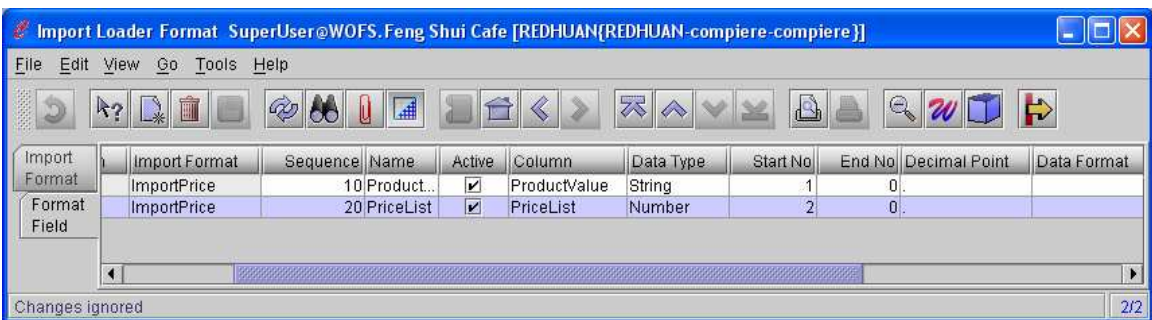 Import Loader Format SuperUser@WOFS.Feng Shui Cafe [REDHUAN{REDHUAN-compiere-compiere}]
File Edit View Go Tools Help
Import Format
Format Field
Import Format Sequence Name Active Column Data Type Start No End No Decimal Point Data Format
ImportPrice 10 Product... ProductValue String 1 0 .
ImportPrice 20 PriceList PriceList Number 2 0 .
Changes ignored 2/2